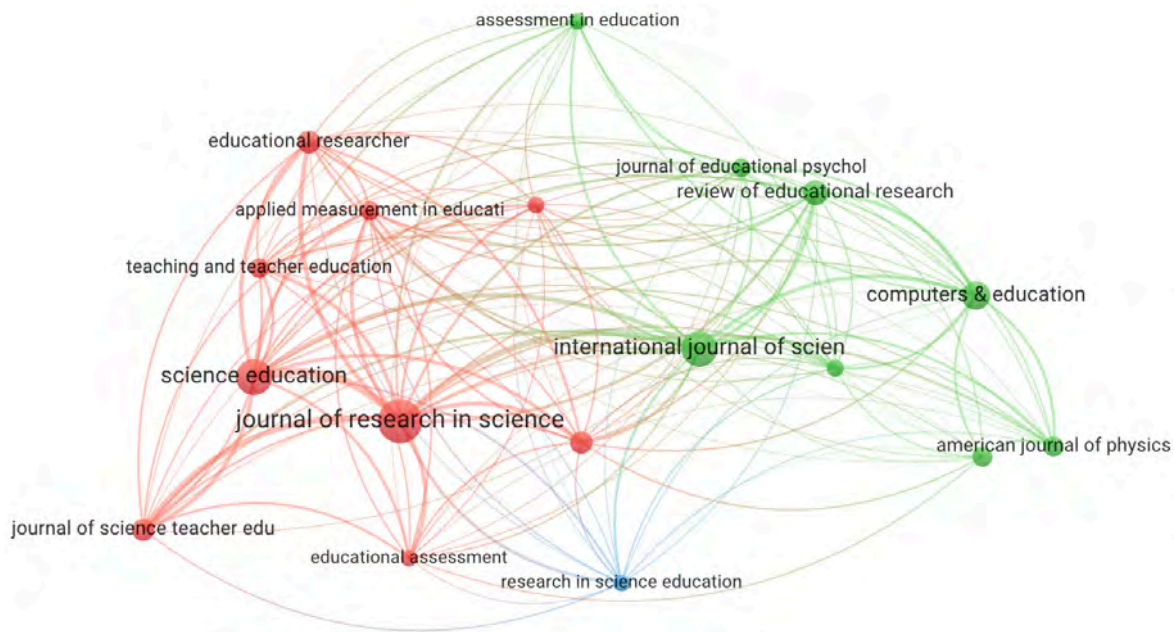 assessment in education
educational researcher
journal of educational psychol
review of educational research
applied measurement in educati
teaching and teacher education
computers & education
international journal of scien
science education
journal of research in science
american journal of physics
journal of science teacher edu
educational assessment
research in science education